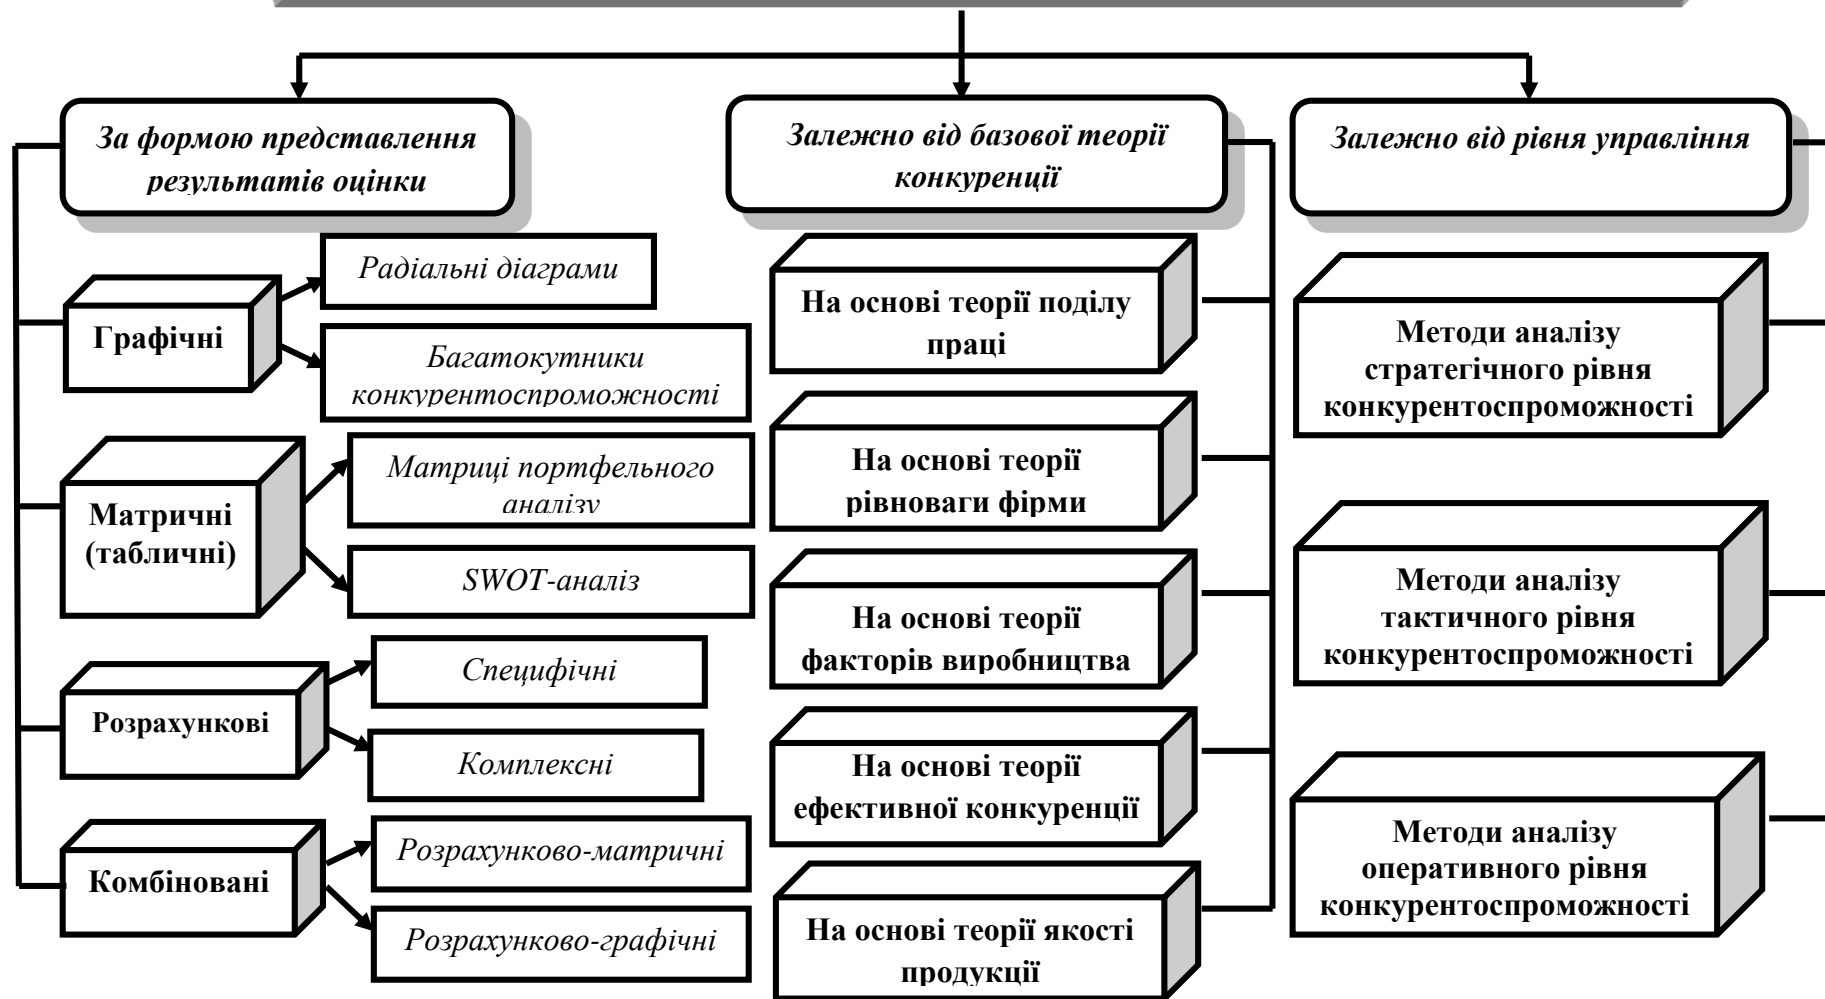 За формою представлення
результатів оцінки
Графічні
Радіальні діаграми
Багатокутники
конкурентоспроможності
Матричні
(табличні)
Матриці портфельного
аналізу
SWOT-аналіз
Розрахункові
Специфічні
Комплексні
Комбіновані
Розрахунково-матричні
Розрахунково-графічні
Залежно від базової теорії
конкуренції
На основі теорії поділу
праці
На основі теорії
рівноваги фірми
На основі теорії
факторів виробництва
На основі теорії
ефективної конкуренції
На основі теорії якості
продукції
Залежно від рівня управління
Методи аналізу
стратегічного рівня
конкурентоспроможності
Методи аналізу
тактичного рівня
конкурентоспроможності
Методи аналізу
оперативного рівня
конкурентоспроможності